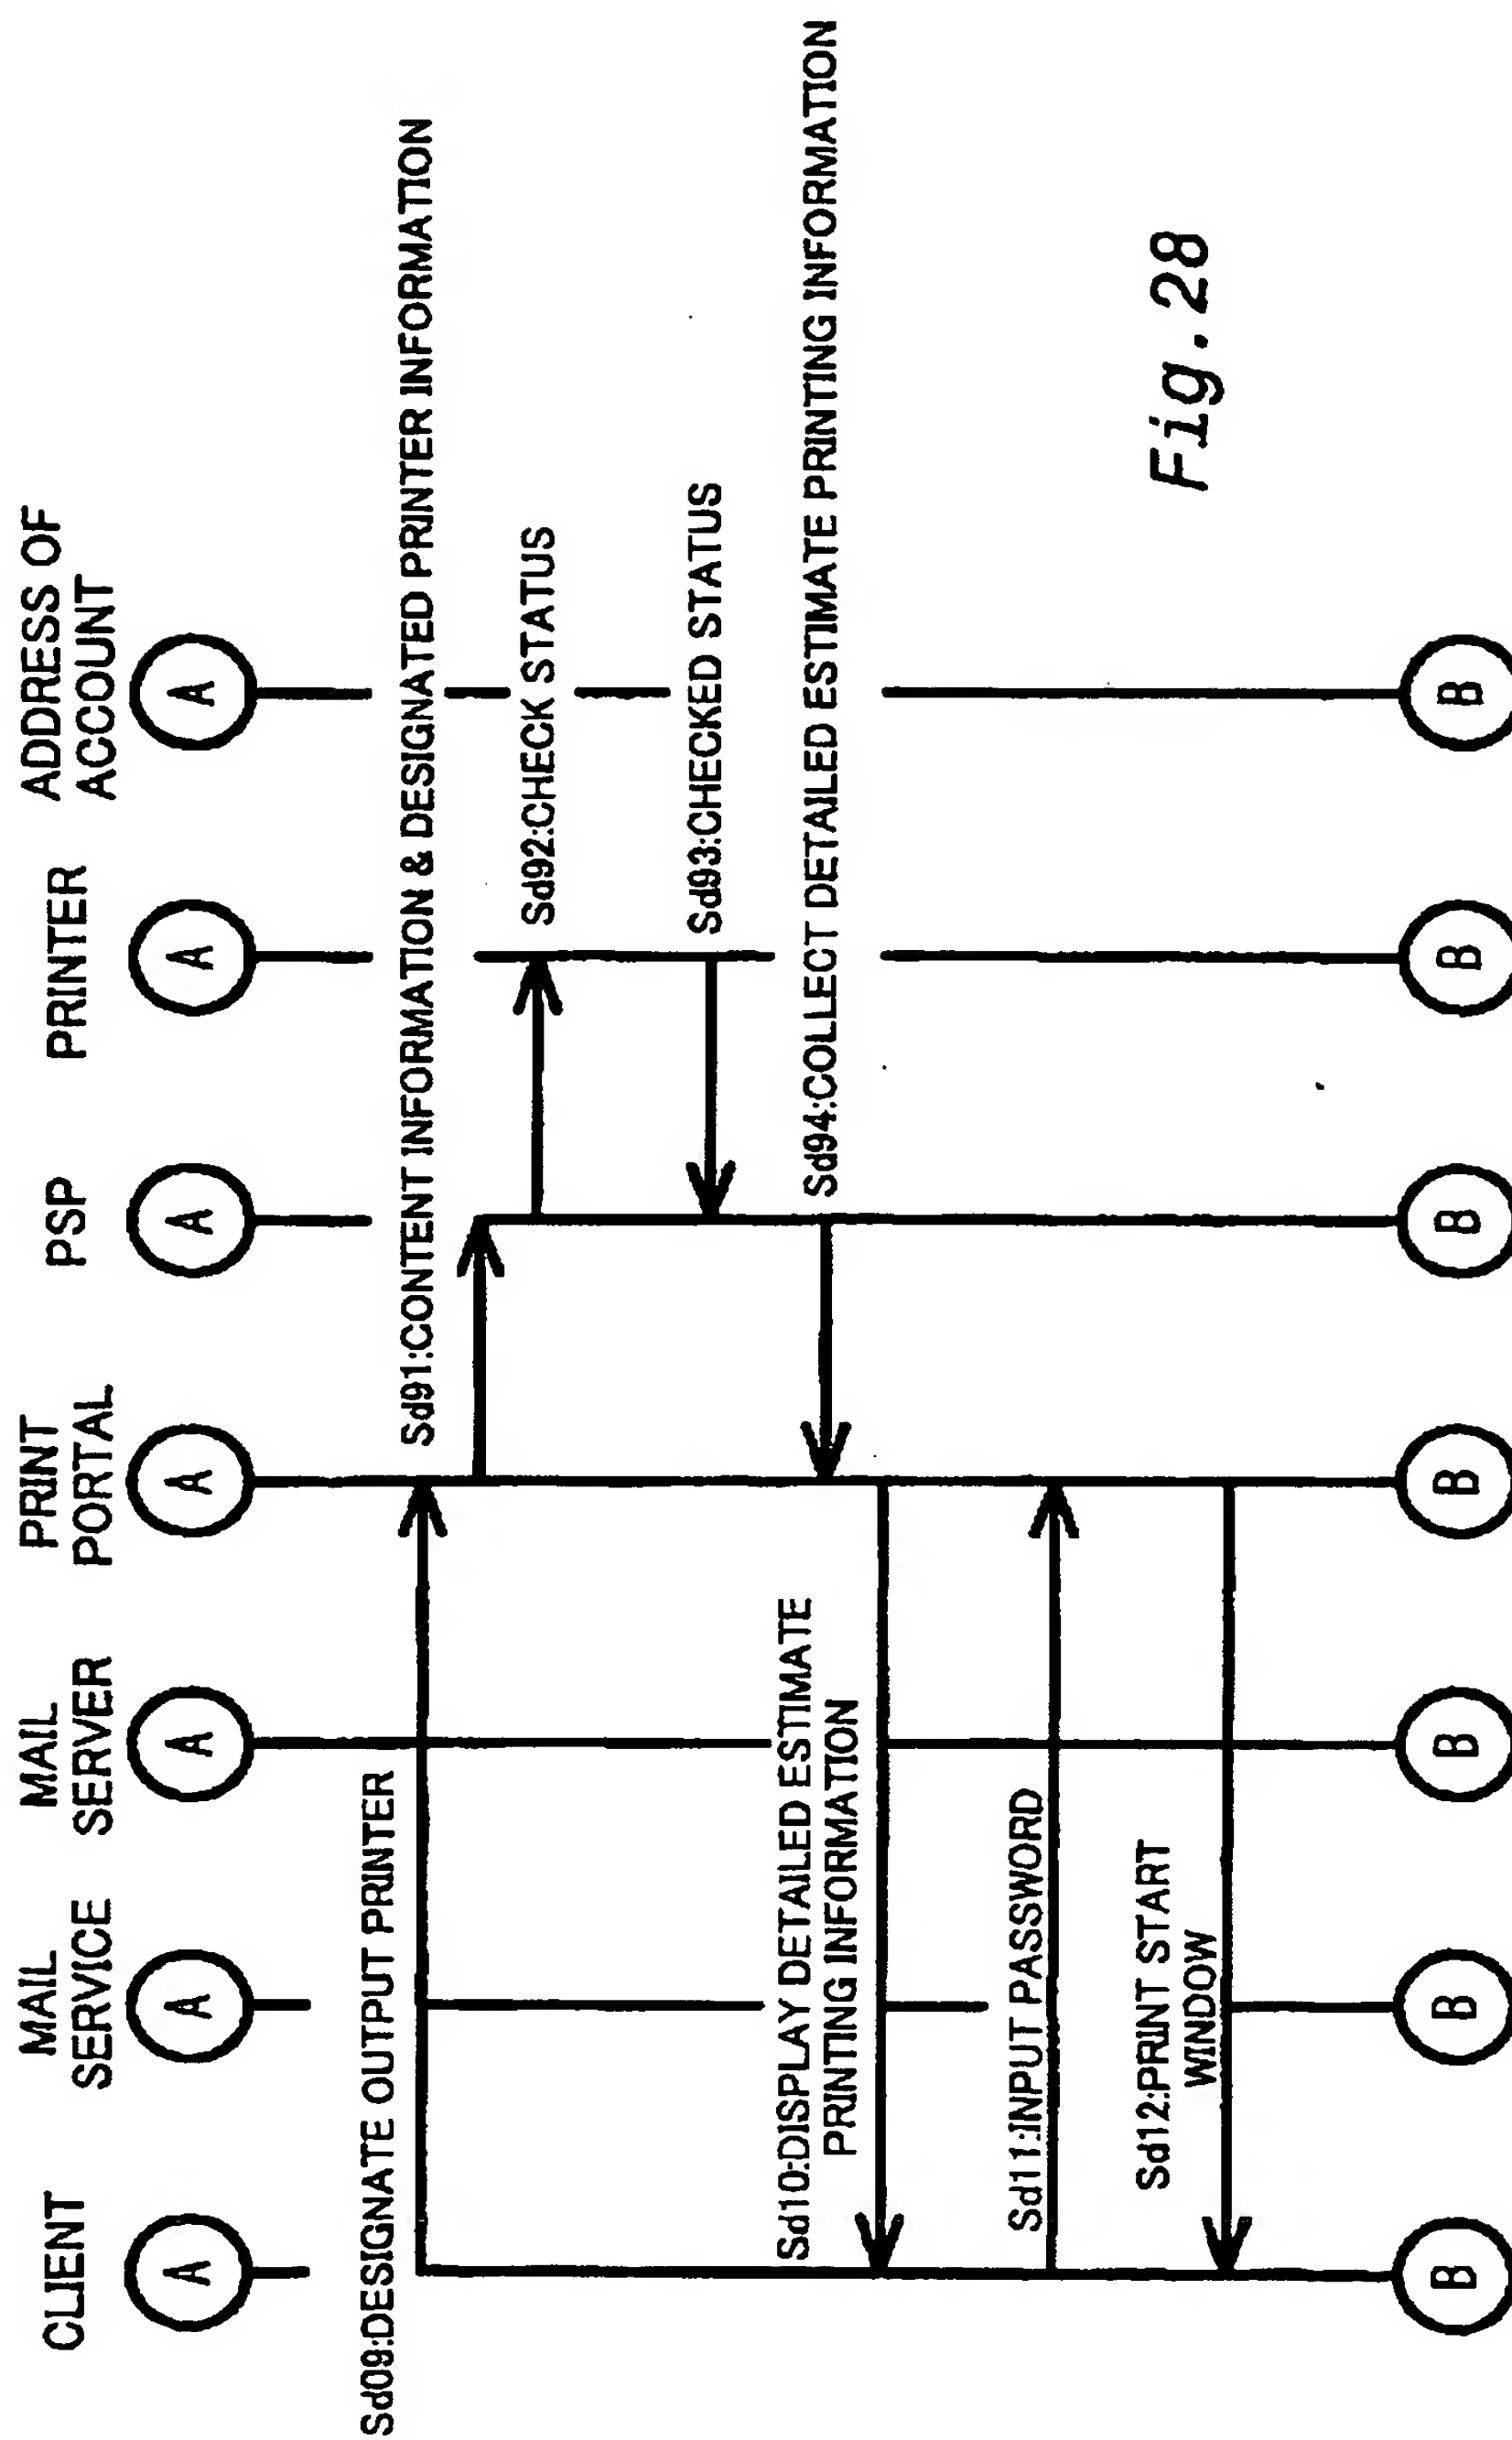 CLIENT
MAIL
SERVICE
MAIL
SERVER
PRINT
PORTAL
PSP
PRINTER
ADDRESS OF
ACCOUNT
A
A
A
A
A
A
A
Sd09:DESIGNATE OUTPUT PRINTER
Sd91:CONTENT INFORMATION & DESIGNATED PRINTER INFORMATION
Sd92:CHECK STATUS
Sd93:CHECKED STATUS
Sd94:COLLECT DETAILED ESTIMATE PRINTING INFORMATION
Sd10:DISPLAY DETAILED ESTIMATE
PRINTING INFORMATION
Sd11:INPUT PASSWORD
Sd12:PRINT START
WINDOW
B
B
B
B
B
B
B
Fig.28